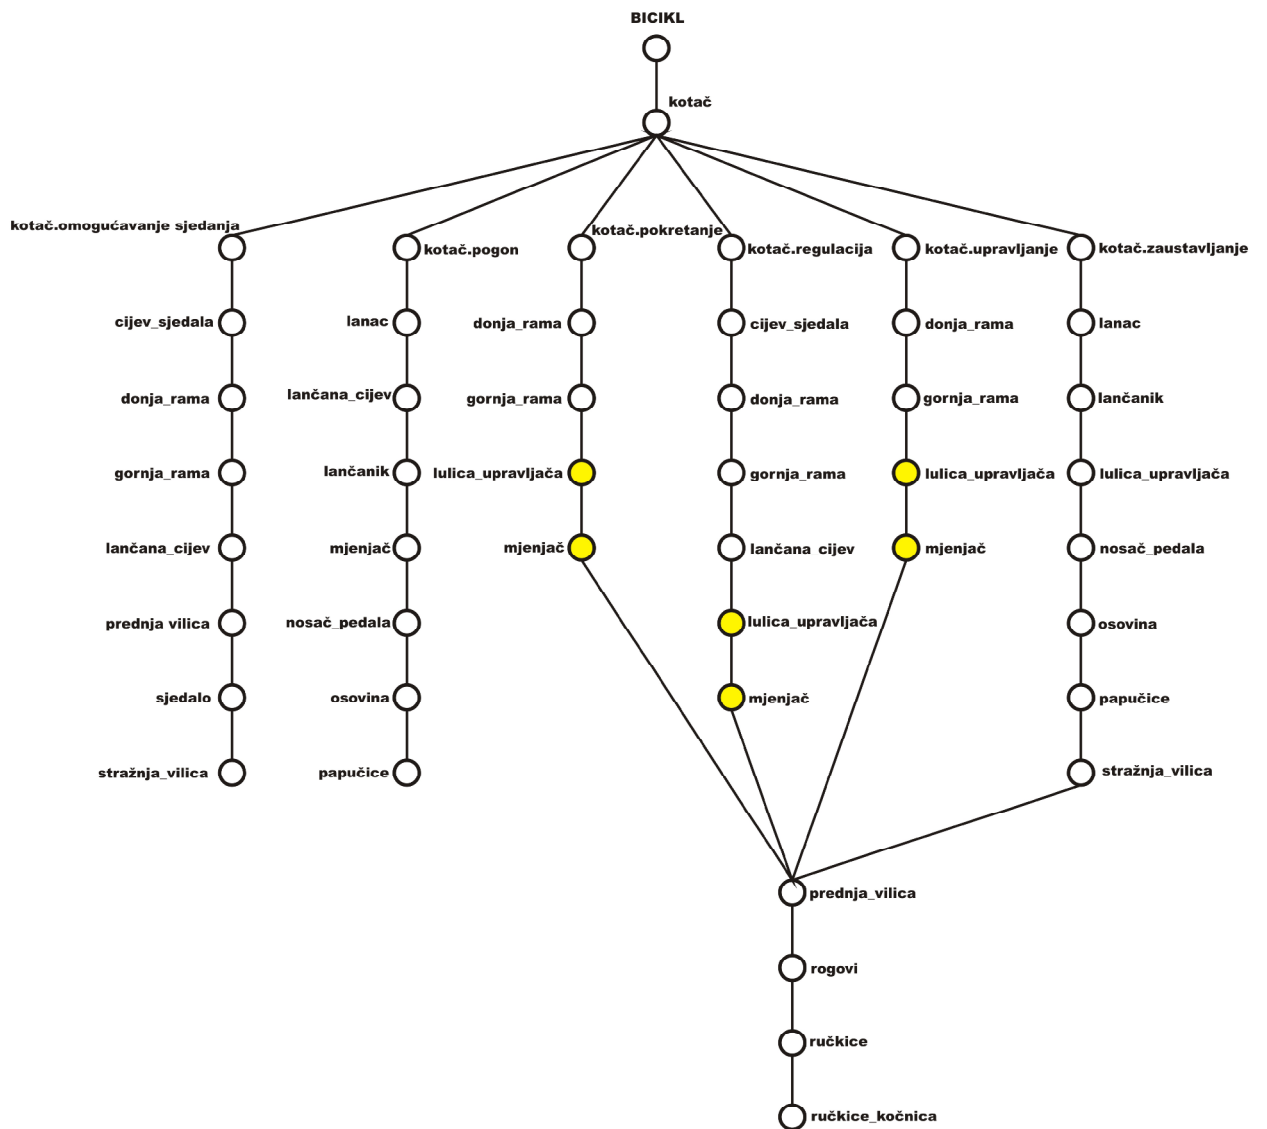 BICIKL
kotač
kotač.omogućavanje sjedanja
kotač.pogon
kotač.pokretanje
kotač.regulacija
kotač.upravljanje
kotač.zaustavljanje
cijev_sjedala
lanac
donja_rama
cijev_sjedala
donja_rama
lanac
donja_rama
lančana_cijev
gornja_rama
donja_rama
gornja_rama
lančanik
gornja_rama
lančanik
lulica_upravljača
gornja_rama
lulica_upravljača
lulica_upravljača
lančana_cijev
mjenjač
mjenjač
lančana cijev
mjenjač
nosač_pedala
prednja vilica
nosač_pedala
lulica_upravljača
osovina
sjedalo
osovina
mjenjač
papučice
stražnja_vilica
papučice
stražnja_vilica
prednja_vilica
rogovi
ručkice
ručkice_kočnica